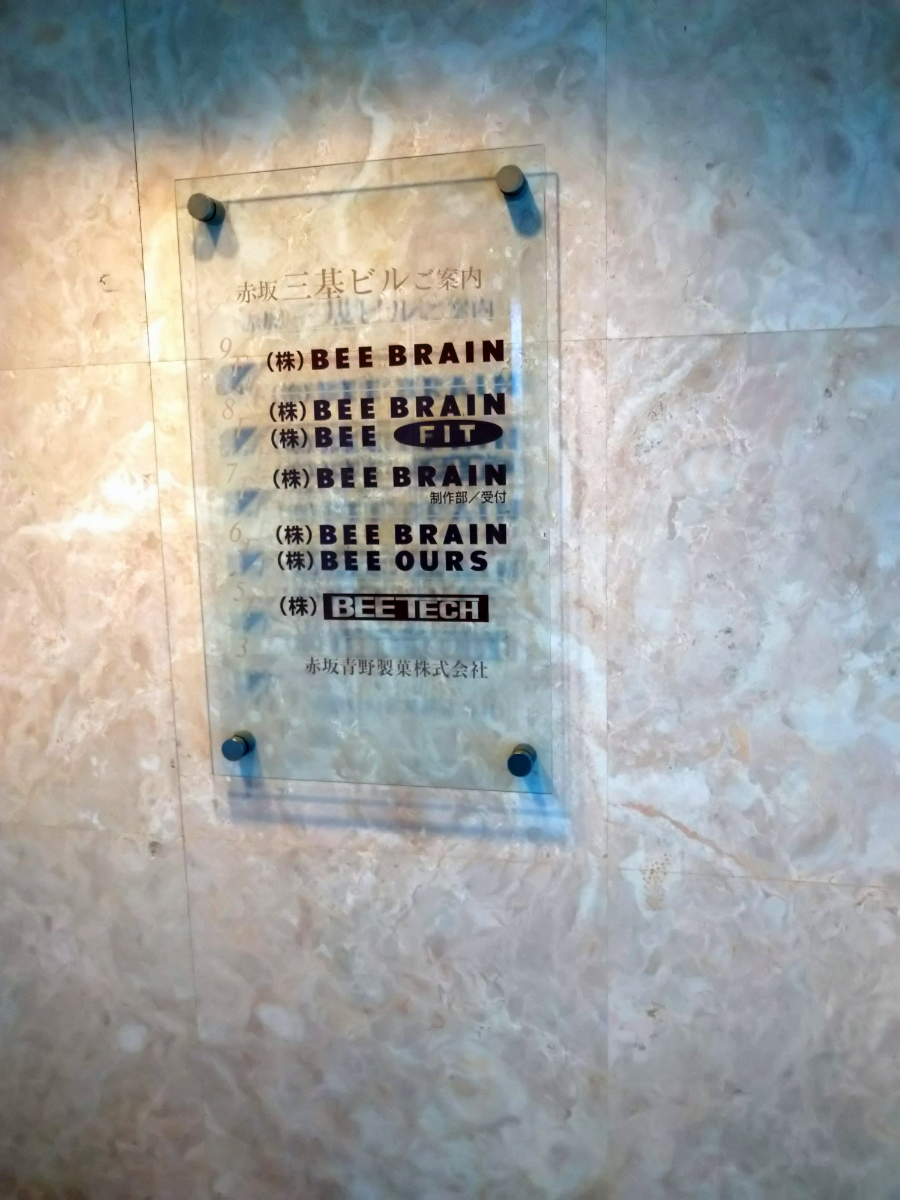 赤坂三基ビルご案内
9 (株)BEE BRAIN
8 (株)BEE BRAIN
(株)BEE FIT
7 (株)BEE BRAIN
制作部／受付
6 (株)BEE BRAIN
(株)BEE OURS
5 (株)BEE TECH
3 赤坂青野製菓株式会社